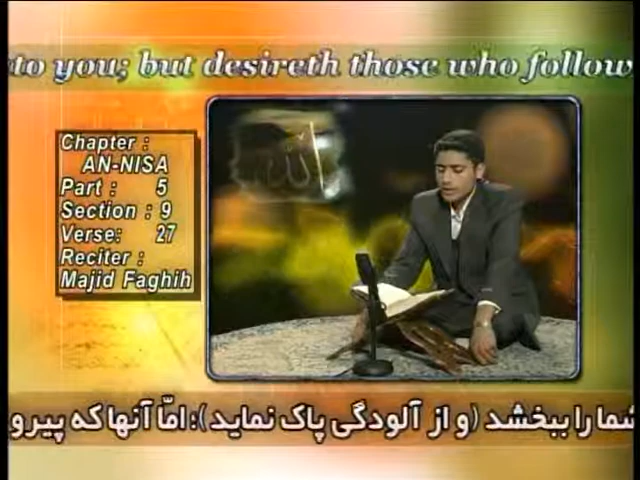 to you; but desireth those who follow
Chapter :
AN-NISA
Part : 5
Section : 9
Verse: 27
Reciter :
Majid Faghih
الله
شما را ببخشد (و از آلودگی پاک نماید)؛ امّا آنها که پیرو